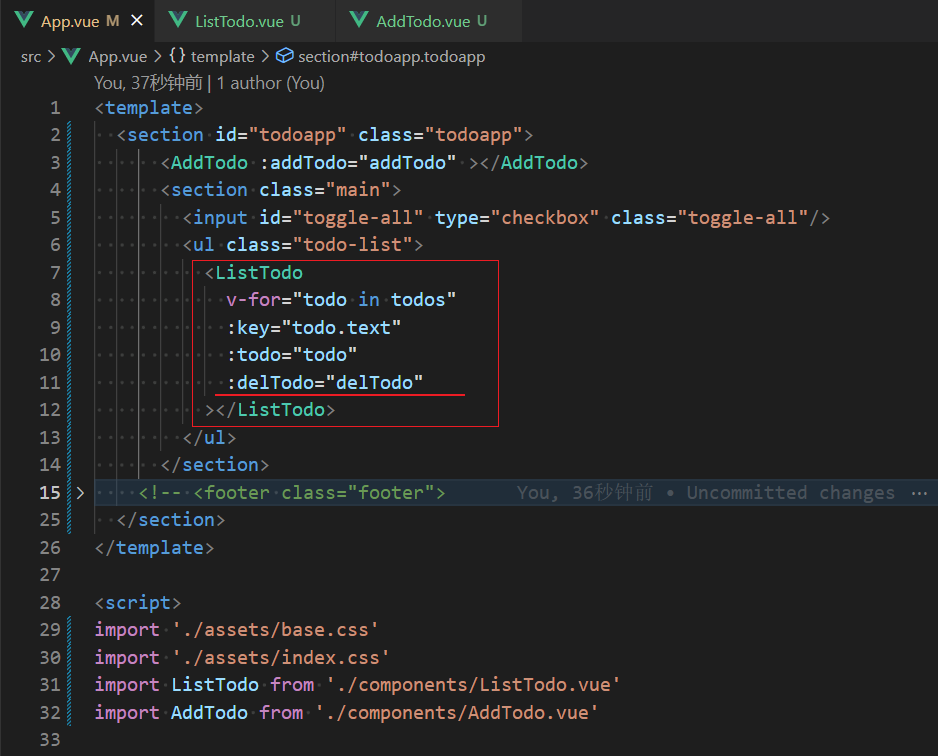 App.vue M ListTodo.vue U AddTodo.vue U
src > App.vue > {} template > section#todoapp.todoapp
You, 37秒钟前 | 1 author (You)
1 <template>
2 <section id="todoapp" class="todoapp">
3 <AddTodo :addTodo="addTodo" ></AddTodo>
4 <section class="main">
5 <input id="toggle-all" type="checkbox" class="toggle-all"/>
6 <ul class="todo-list">
7 <ListTodo
8 v-for="todo in todos"
9 :key="todo.text"
10 :todo="todo"
11 :delTodo="delTodo"
12 ></ListTodo>
13 </ul>
14 </section>
15 <!-- <footer class="footer"> You, 36秒钟前 • Uncommitted changes ...
25 </section>
26 </template>
27
28 <script>
29 import './assets/base.css'
30 import './assets/index.css'
31 import ListTodo from './components/ListTodo.vue'
32 import AddTodo from './components/AddTodo.vue'
33